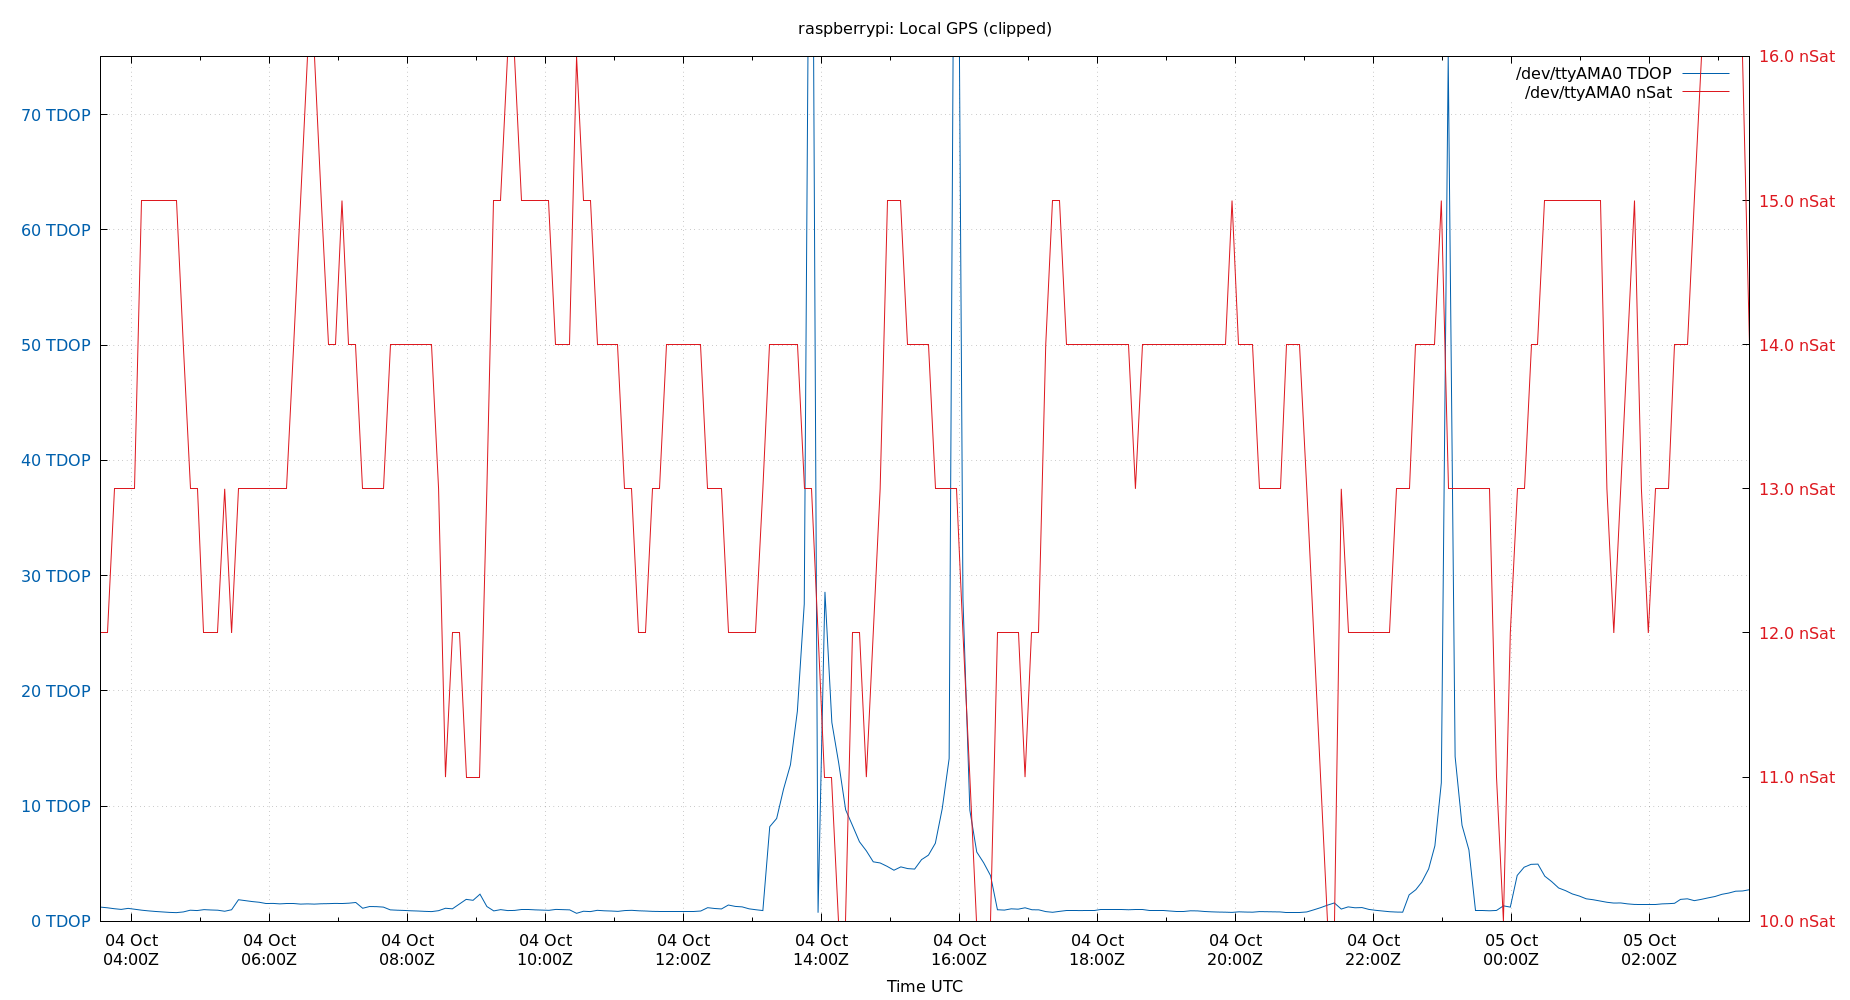 raspberrypi: Local GPS (clipped)
16.0 nSat
/dev/ttyAMA0 TDOP
/dev/ttyAMA0 nSat
70 TDOP
15.0 nSat
60 TDOP
50 TDOP
14.0 nSat
40 TDOP
13.0 nSat
30 TDOP
12.0 nSat
20 TDOP
11.0 nSat
10 TDOP
0 TDOP
10.0 nSat
04 Oct 04 Oct 04 Oct 04 Oct 04 Oct 04 Oct 04 Oct 04 Oct 04 Oct 04 Oct 05 Oct 05 Oct
04:00Z 06:00Z 08:00Z 10:00Z 12:00Z 14:00Z 16:00Z 18:00Z 20:00Z 22:00Z 00:00Z 02:00Z
Time UTC